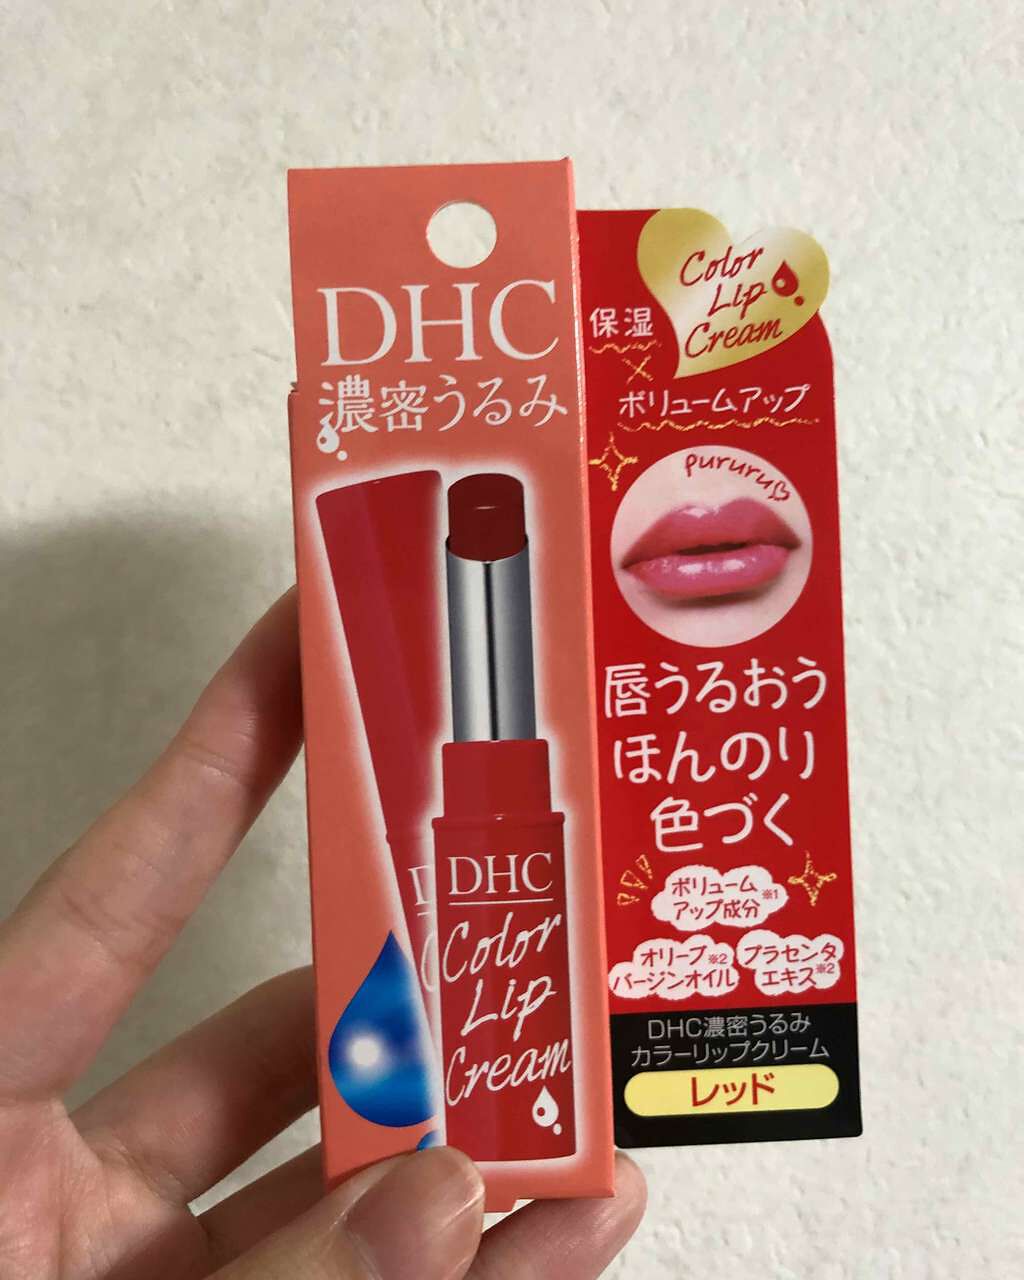 DHC
濃密うるみ
DHC
Color
Lip
Cream
Color
Lip
Cream
保湿
×
ボリュームアップ
pururu
唇うるおう
ほんのり
色づく
ボリューム
アップ成分※1
オリーブ※2
バージンオイル
プラセンタ
エキス※2
DHC濃密うるみ
カラーリップクリーム
レッド